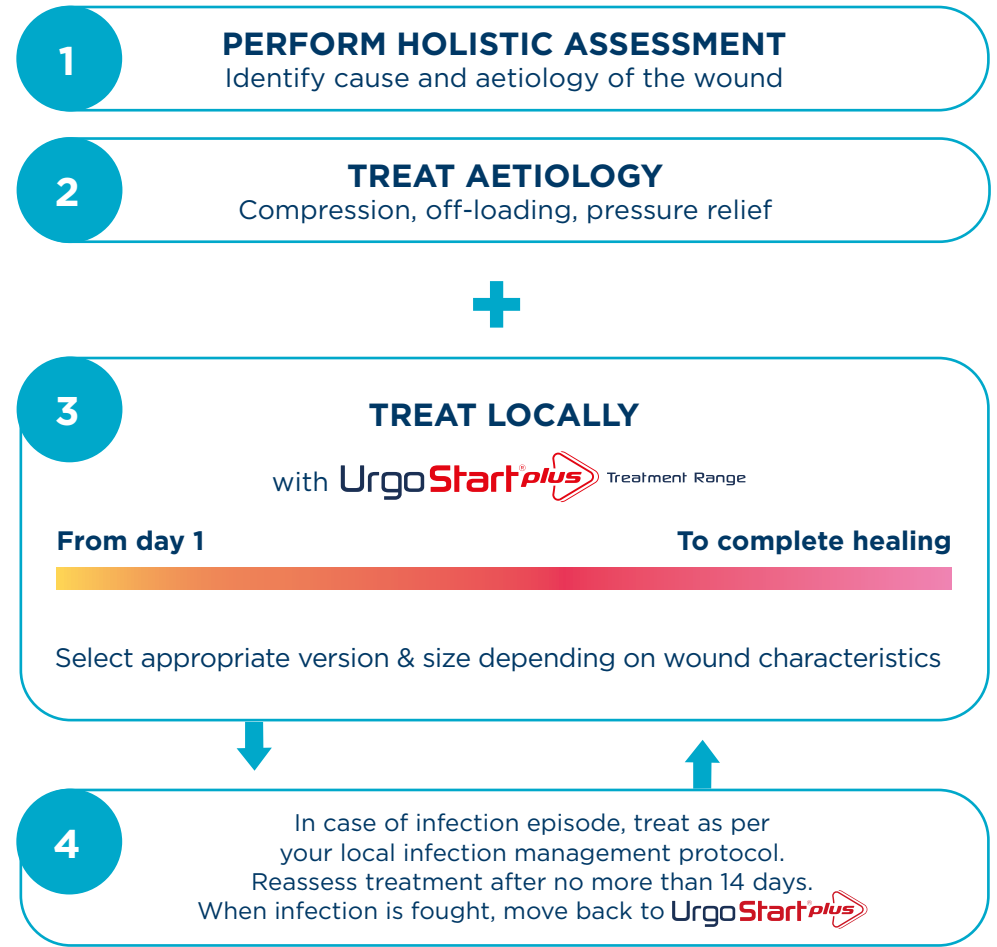 1
PERFORM HOLISTIC ASSESSMENT
Identify cause and aetiology of the wound
2
TREAT AETIOLOGY
Compression, off-loading, pressure relief
3
TREAT LOCALLY
with UrgoStart®plus Treatment Range
From day 1 To complete healing
Select appropriate version & size depending on wound characteristics
4
In case of infection episode, treat as per
your local infection management protocol.
Reassess treatment after no more than 14 days.
When infection is fought, move back to UrgoStart plus